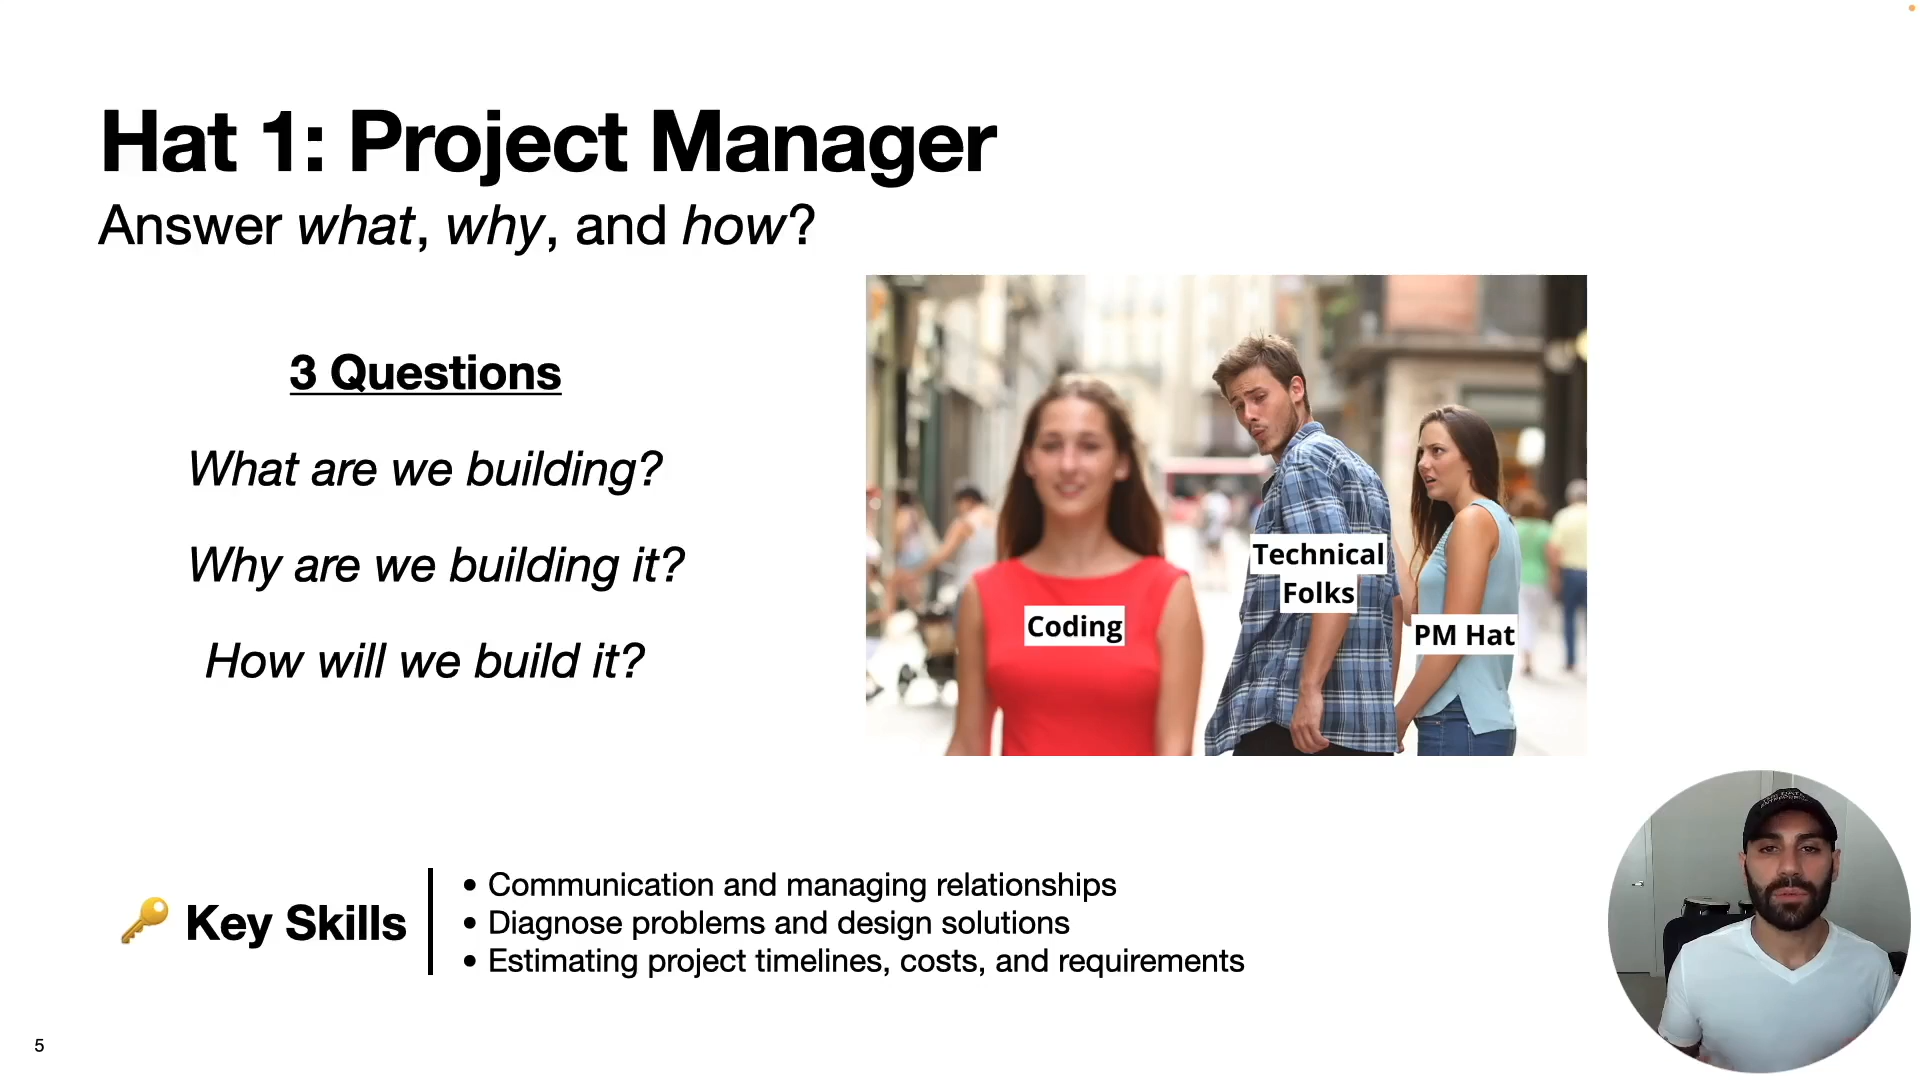 Hat 1: Project Manager
Answer what, why, and how?
3 Questions
What are we building?
Why are we building it?
How will we build it?
Coding
Technical
Folks
PM Hat
🔑 Key Skills
• Communication and managing relationships
• Diagnose problems and design solutions
• Estimating project timelines, costs, and requirements
5